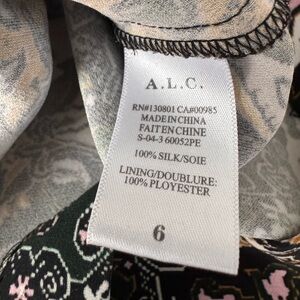 A.L.C.
RN#130801 CA#00985
MADE IN CHINA
FAIT EN CHINE
S-04-3 60052PE
100% SILK/SOIE
LINING/DOUBLURE:
100% PLOYESTER
6